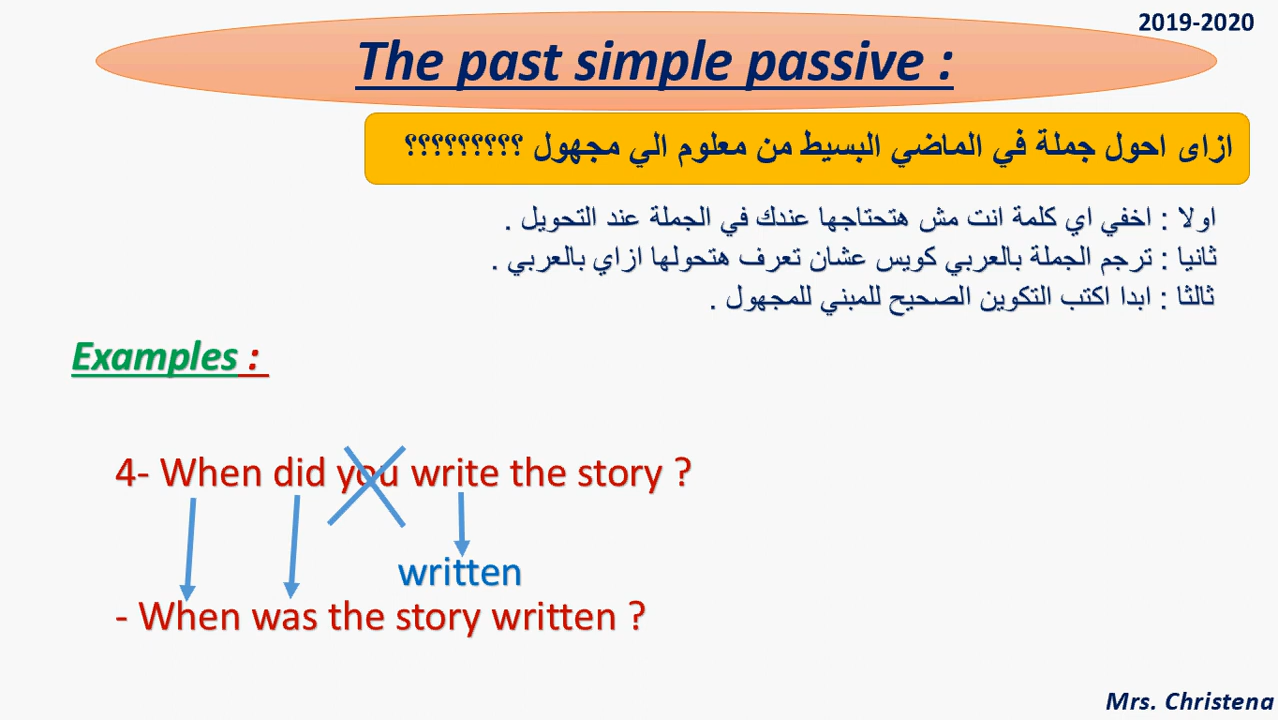 2019-2020
The past simple passive :
ازاى احول جملة في الماضي البسيط من معلوم الي مجهول ؟؟؟؟؟؟؟؟؟
اولا : اخفي اي كلمة انت مش هتحتاجها عندك في الجملة عند التحويل .
ثانيا : ترجم الجملة بالعربي كويس عشان تعرف هتحولها ازاي بالعربي .
ثالثا : ابدا اكتب التكوين الصحيح للمبني للمجهول .
Examples :
4- When did you write the story ?
written
- When was the story written ?
Mrs. Christena